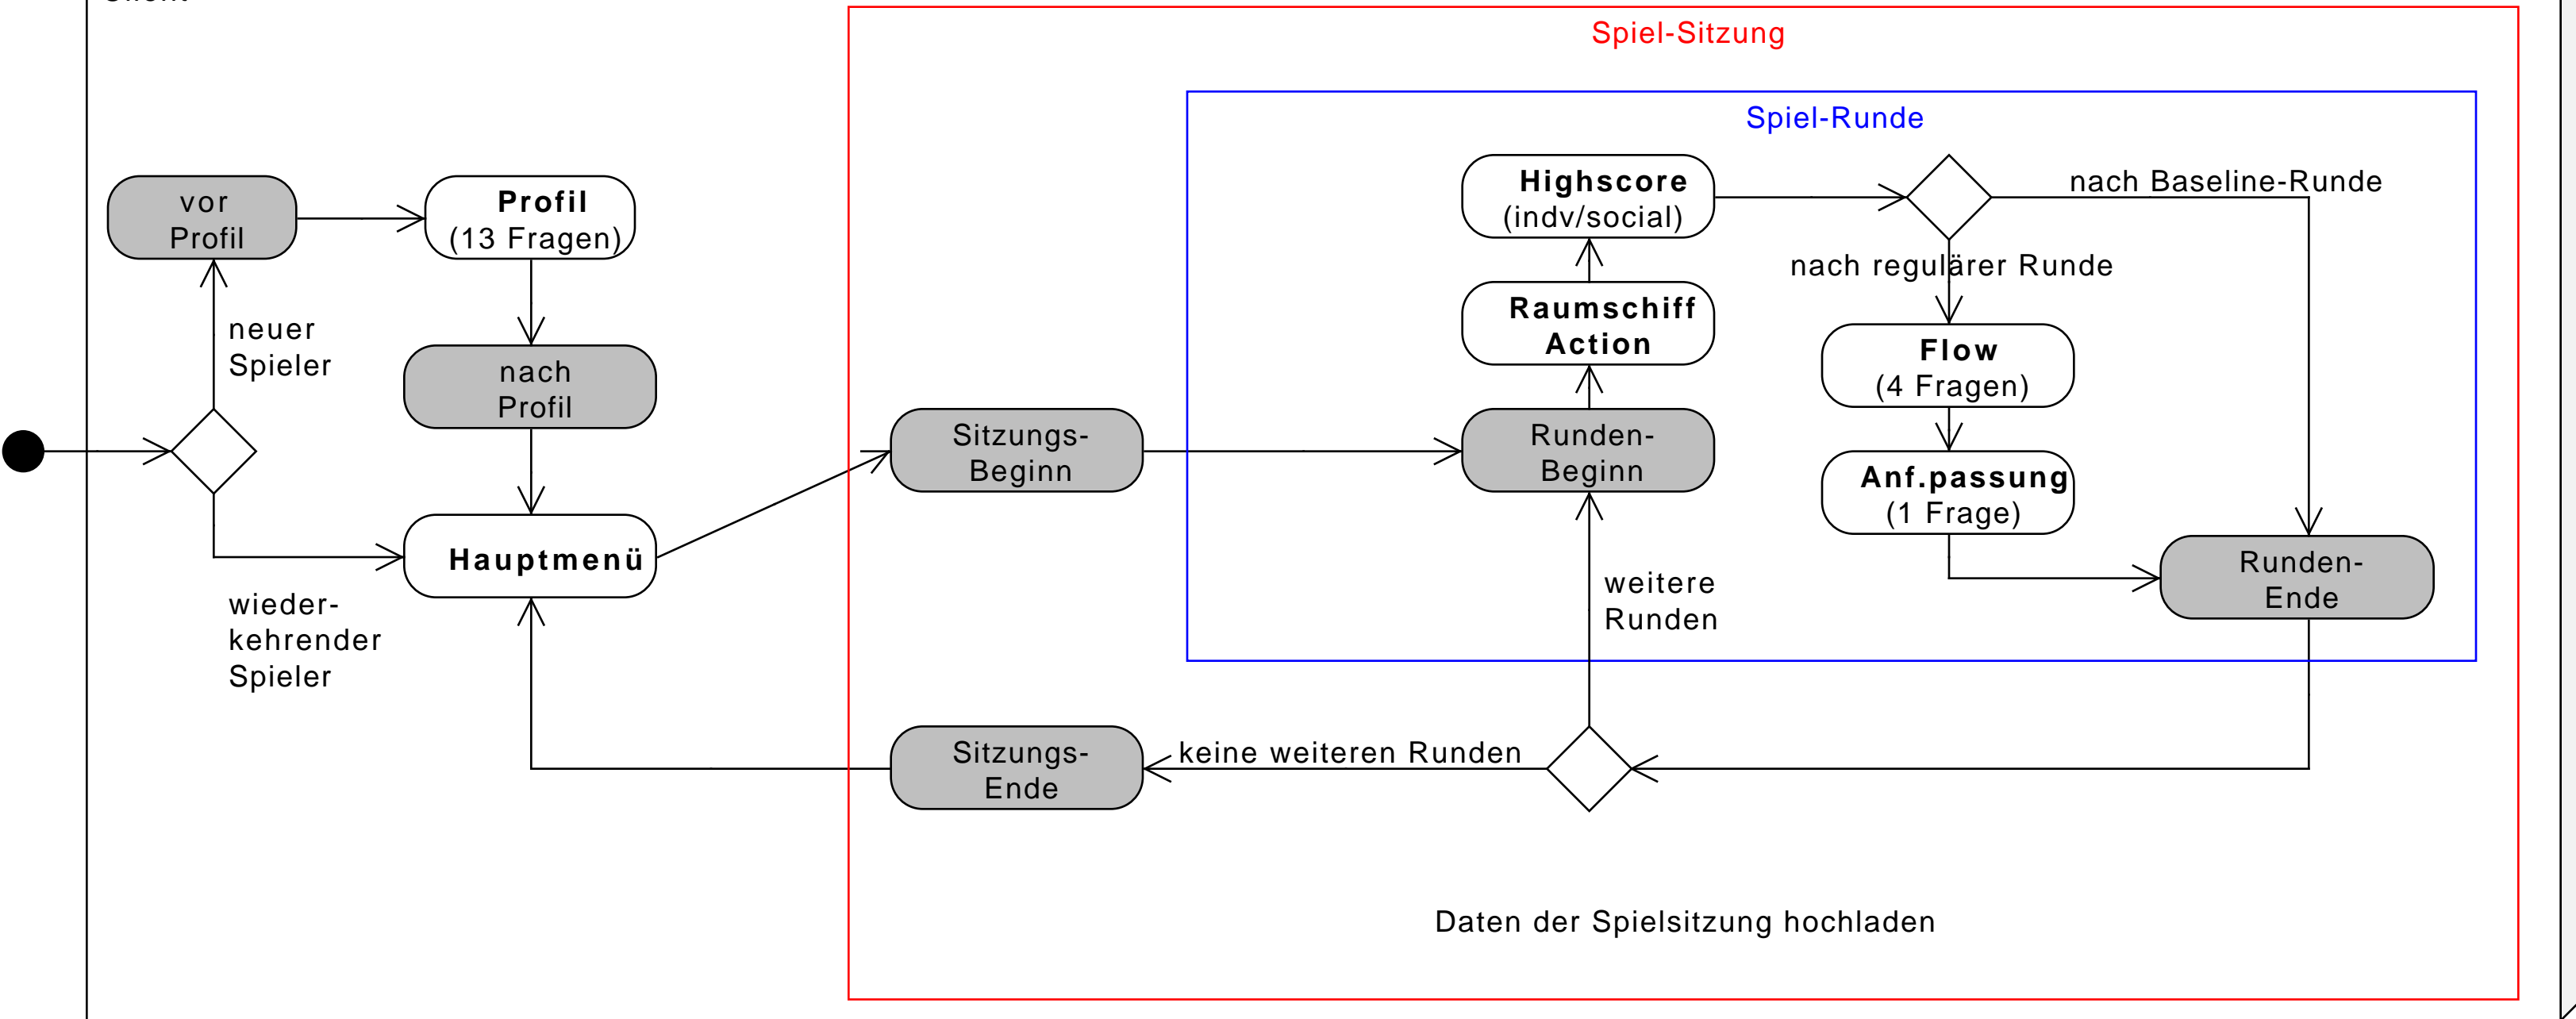 Spiel-Sitzung
Spiel-Runde
vor
Profil
Profil
(13 Fragen)
neuer
Spieler
nach
Profil
Hauptmenü
wieder-
kehrender
Spieler
Sitzungs-
Beginn
Highscore
(indv/social)
nach Baseline-Runde
nach regulärer Runde
Raumschiff
Action
Flow
(4 Fragen)
Runden-
Beginn
Anf.passung
(1 Frage)
Runden-
Ende
weitere
Runden
Sitzungs-
Ende
keine weiteren Runden
Daten der Spielsitzung hochladen